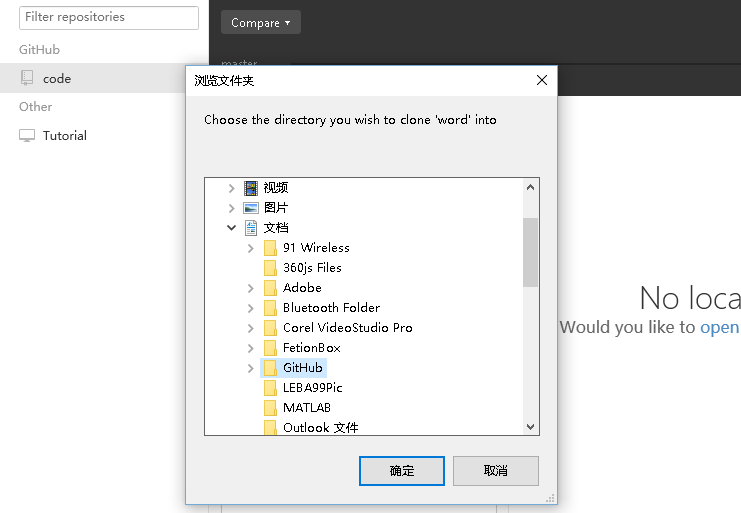 Filter repositories
Compare
GitHub
master
code
Other
Tutorial
浏览文件夹
Choose the directory you wish to clone 'word' into
视频
图片
文档
91 Wireless
360js Files
Adobe
Bluetooth Folder
Corel VideoStudio Pro
FetionBox
GitHub
LEBA99Pic
MATLAB
Outlook 文件
确定
取消
No loca
Would you like to open